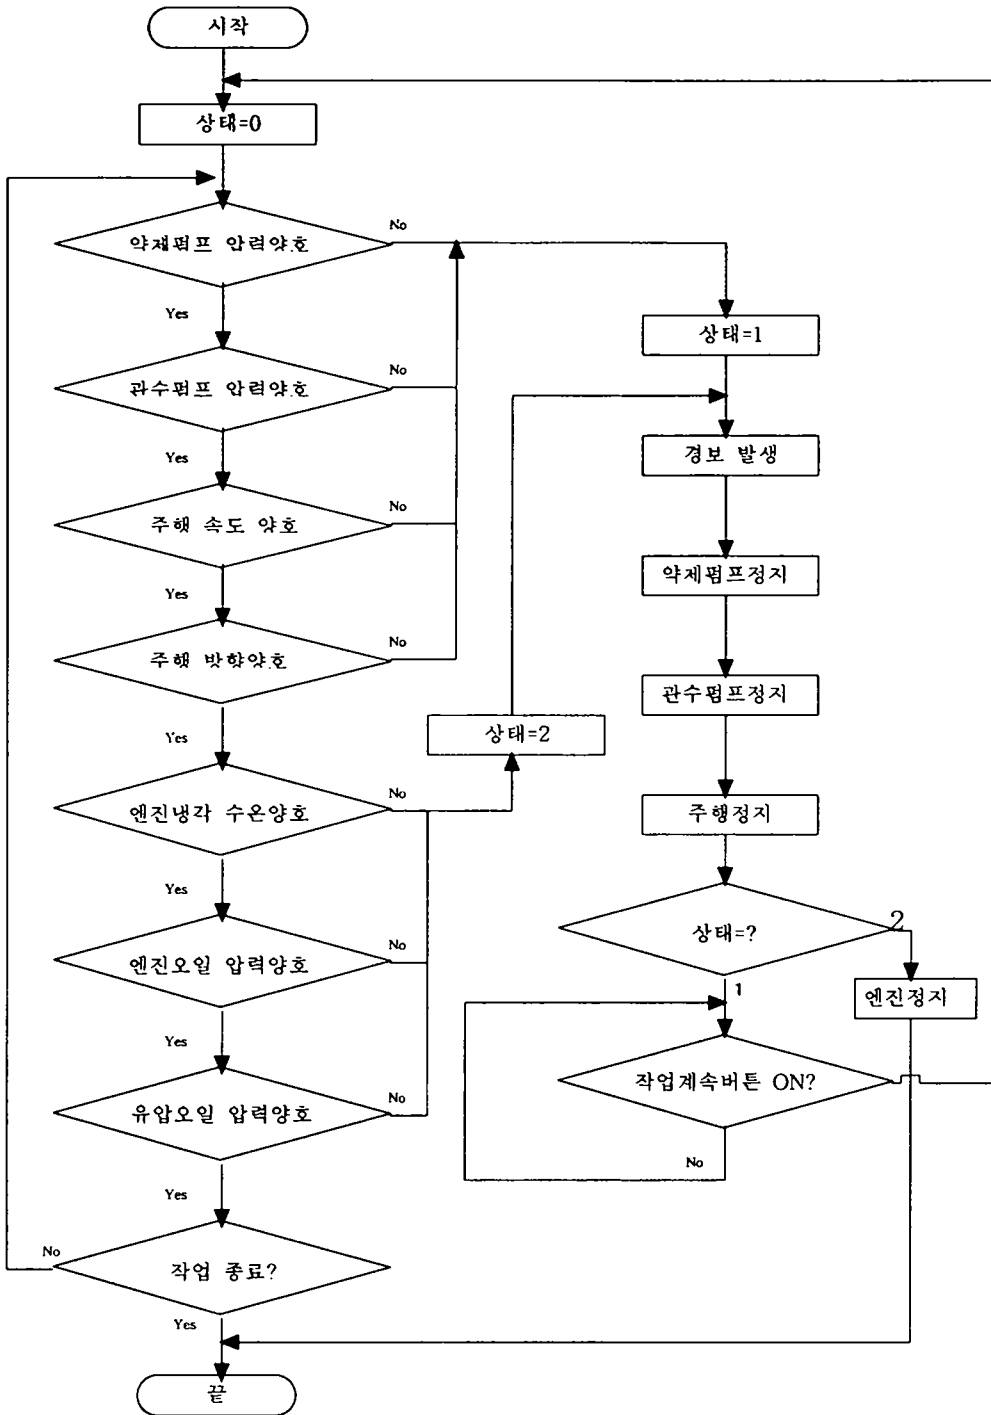 시작
상태=0
약제펌프 압력양호
No
Yes
관수펌프 압력양호
No
Yes
주행 속도 양호
No
Yes
주행 방향양호
No
Yes
엔진냉각 수온양호
No
Yes
엔진오일 압력양호
No
Yes
유압오일 압력양호
No
Yes
작업 종료?
No
Yes
끝
상태=2
상태=1
경보 발생
약제펌프정지
관수펌프정지
주행정지
상태=?
2
1
엔진정지
작업계속버튼 ON?
No